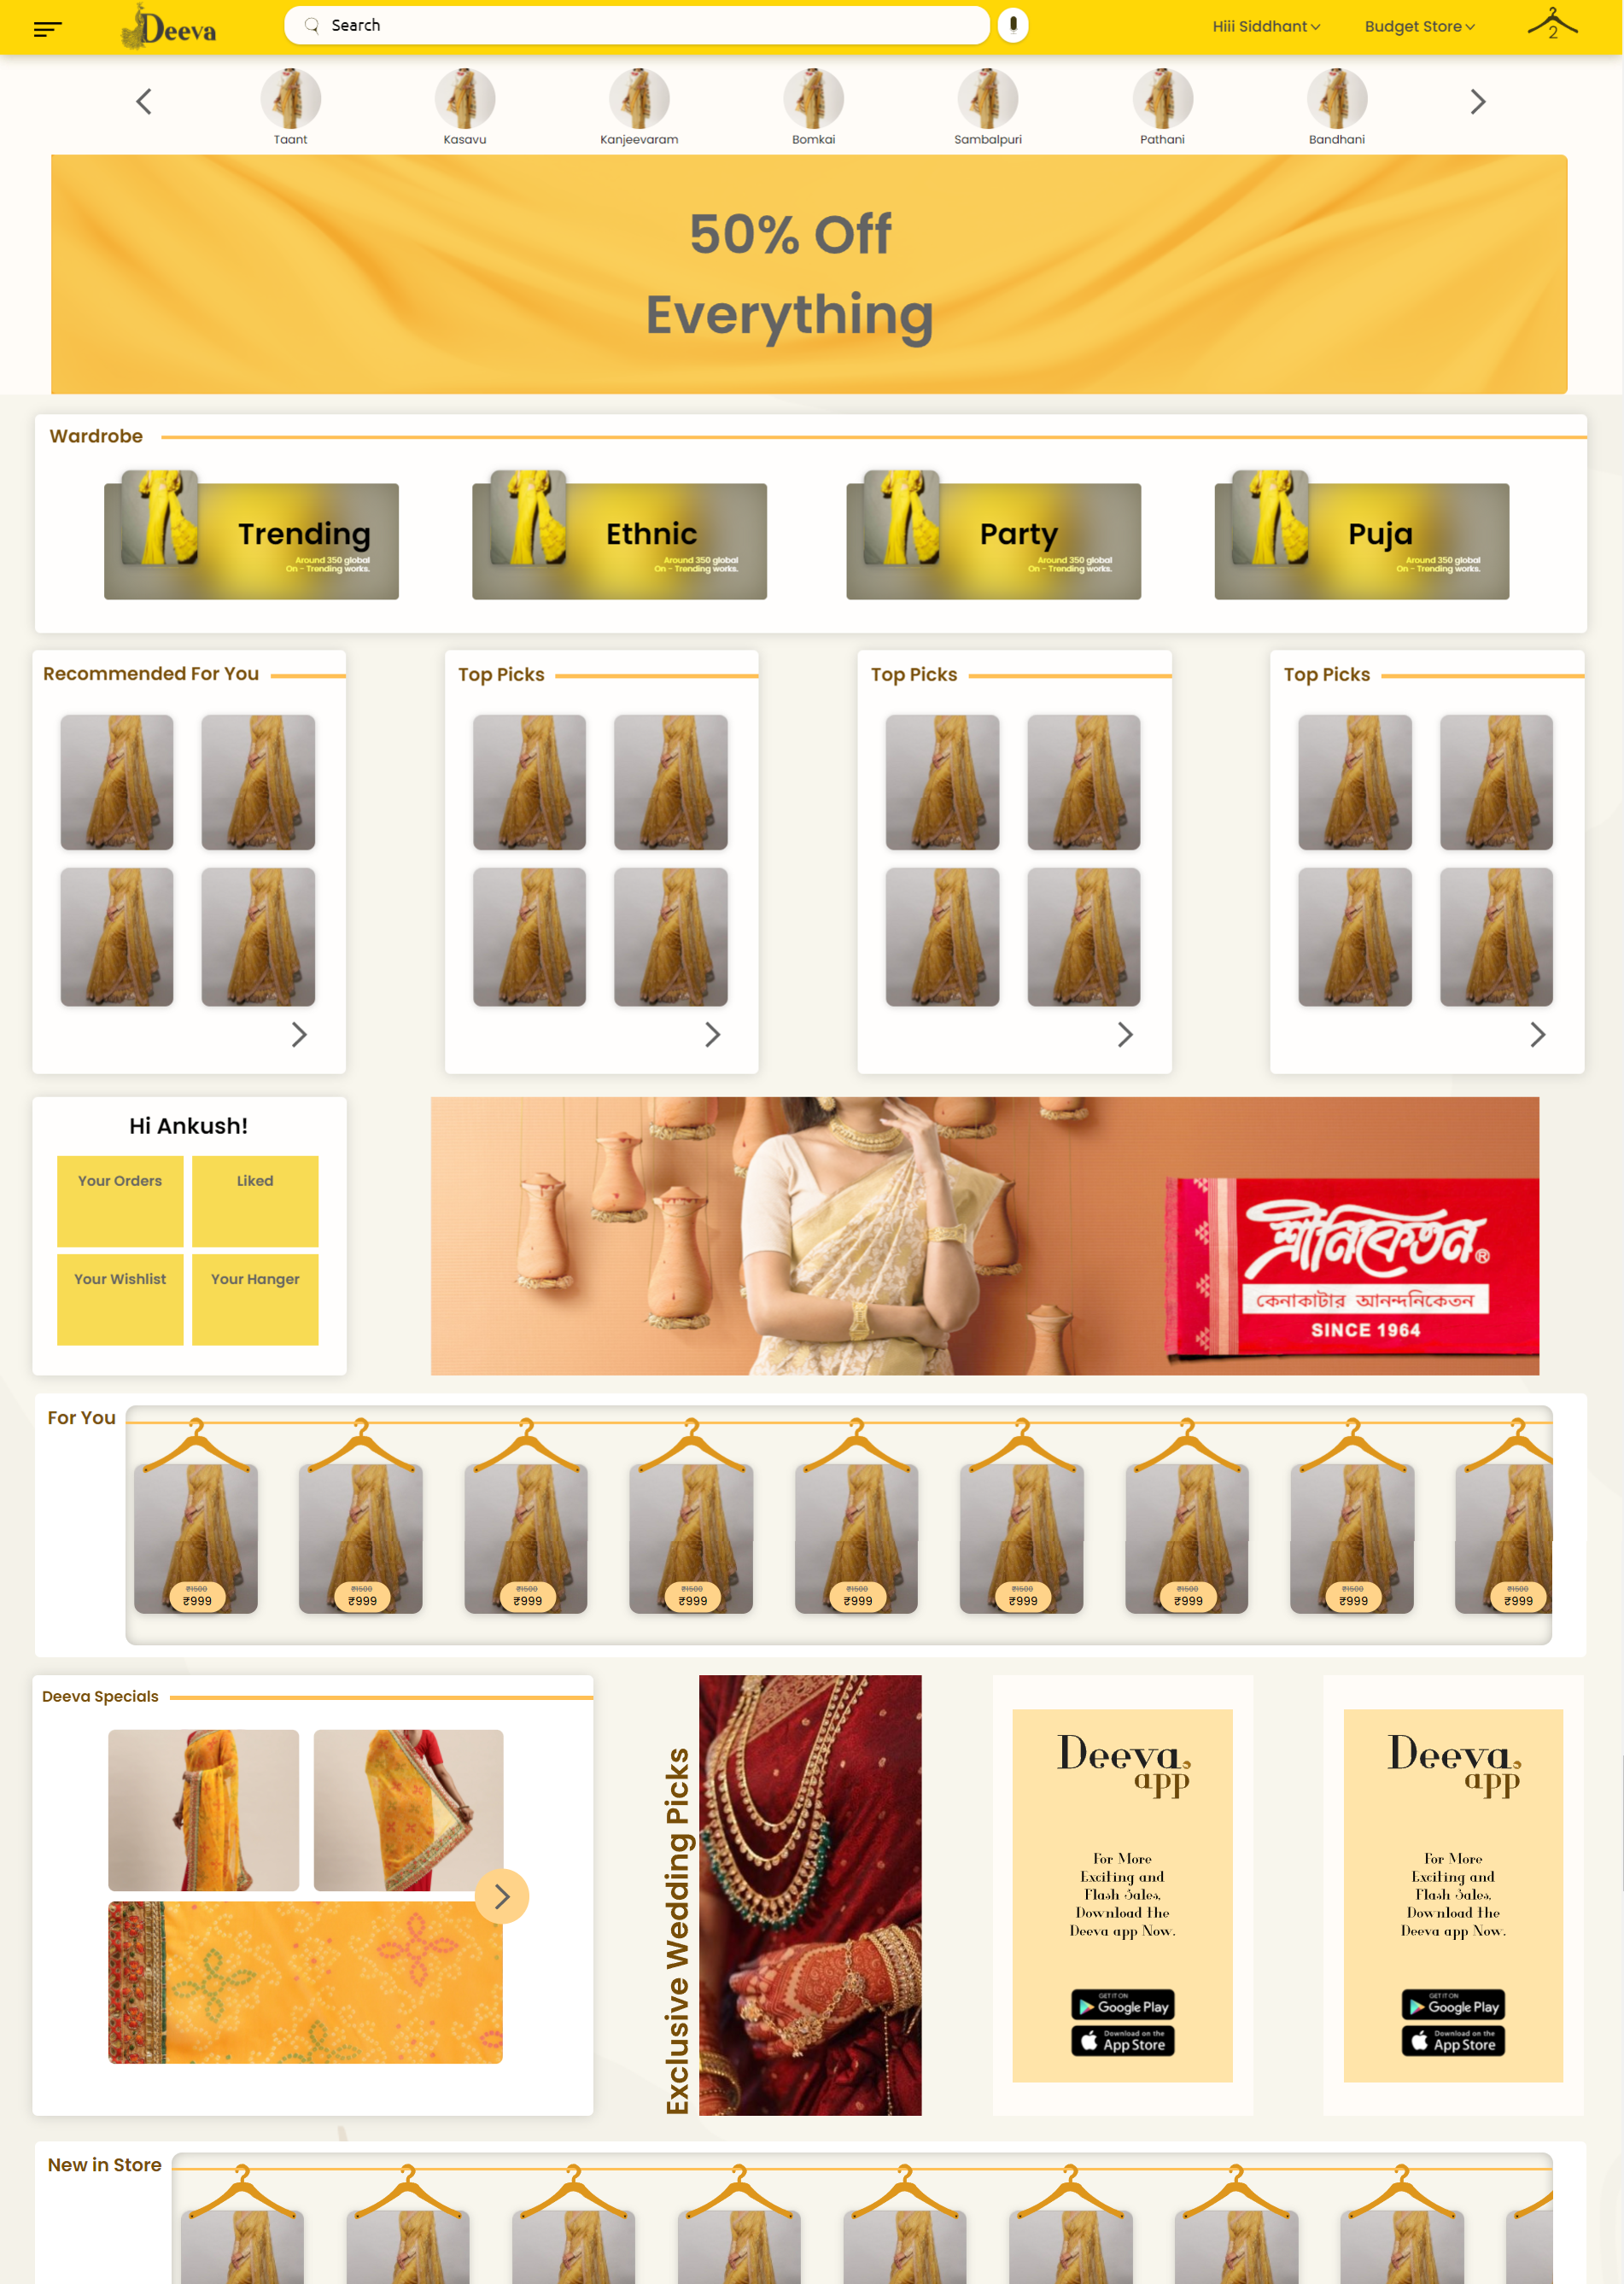 Deeva
Search
Hiii Siddhant
Budget Store
2
Taant
Kasavu
Kanjeevaram
Bomkai
Sambalpuri
Pathani
Bandhani
50% Off
Everything
Wardrobe
Trending
Around 350 global
On - Trending works.
Ethnic
Around 350 global
On - Trending works.
Party
Around 350 global
On - Trending works.
Puja
Around 350 global
On - Trending works.
Recommended For You
Top Picks
Top Picks
Top Picks
Hi Ankush!
Your Orders
Liked
Your Wishlist
Your Hanger
শ্রীনিকেতন®
কেনাকাটার আনন্দনিকেতন
SINCE 1964
For You
₹1500
₹999
₹1500
₹999
₹1500
₹999
₹1500
₹999
₹1500
₹999
₹1500
₹999
₹1500
₹999
₹1500
₹999
₹1500
₹999
Deeva Specials
Exclusive Wedding Picks
Deeva
app
For More
Exciting and
Flash Sales,
Download the
Deeva app Now.
GET IT ON
Google Play
Download on the
App Store
Deeva
app
For More
Exciting and
Flash Sales,
Download the
Deeva app Now.
GET IT ON
Google Play
Download on the
App Store
New in Store